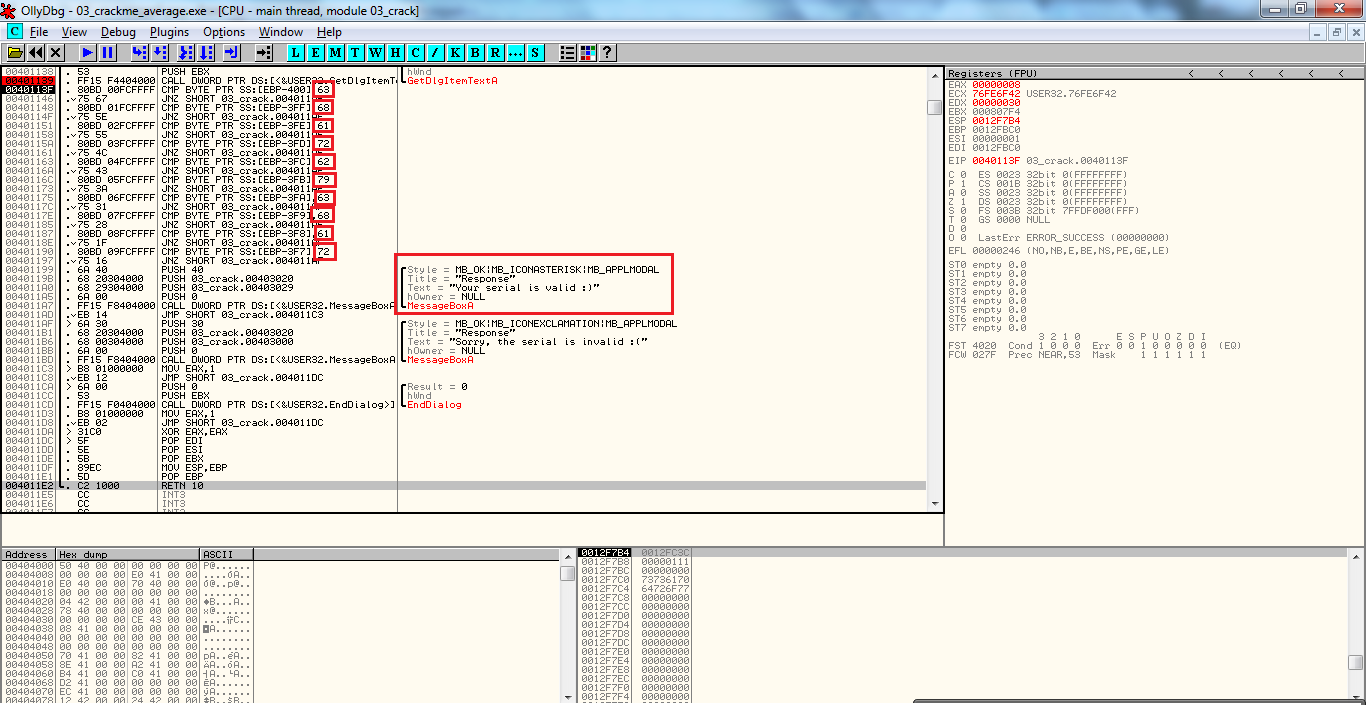 OllyDbg - 03_crackme_average.exe - [CPU - main thread, module 03_crack]
C File View Debug Plugins Options Window Help
L E M T W H C / K B R ... S ?
00401138 . 53 PUSH EBX hWnd
00401139 . FF15 F4404000 CALL DWORD PTR DS:[<&USER32.GetDlgItemT GetDlgItemTextA
0040113F . 80BD 00FCFFFF CMP BYTE PTR SS:[EBP-400],63
00401146 .v75 67 JNZ SHORT 03_crack.004011AF
00401148 . 80BD 01FCFFFF CMP BYTE PTR SS:[EBP-3FF],68
0040114F .v75 5E JNZ SHORT 03_crack.004011AF
00401151 . 80BD 02FCFFFF CMP BYTE PTR SS:[EBP-3FE],61
00401158 .v75 55 JNZ SHORT 03_crack.004011AF
0040115A . 80BD 03FCFFFF CMP BYTE PTR SS:[EBP-3FD],72
00401161 .v75 4C JNZ SHORT 03_crack.004011AF
00401163 . 80BD 04FCFFFF CMP BYTE PTR SS:[EBP-3FC],62
0040116A .v75 43 JNZ SHORT 03_crack.004011AF
0040116C . 80BD 05FCFFFF CMP BYTE PTR SS:[EBP-3FB],79
00401173 .v75 3A JNZ SHORT 03_crack.004011AF
00401175 . 80BD 06FCFFFF CMP BYTE PTR SS:[EBP-3FA],63
0040117C .v75 31 JNZ SHORT 03_crack.004011AF
0040117E . 80BD 07FCFFFF CMP BYTE PTR SS:[EBP-3F9],68
00401185 .v75 28 JNZ SHORT 03_crack.004011AF
00401187 . 80BD 08FCFFFF CMP BYTE PTR SS:[EBP-3F8],61
0040118E .v75 1F JNZ SHORT 03_crack.004011AF
00401190 . 80BD 09FCFFFF CMP BYTE PTR SS:[EBP-3F7],72
00401197 .v75 16 JNZ SHORT 03_crack.004011AF
00401199 . 6A 40 PUSH 40 Style = MB_OK|MB_ICONASTERISK|MB_APPLMODAL
0040119B . 68 20304000 PUSH 03_crack.00403020 Title = "Response"
004011A0 . 68 29304000 PUSH 03_crack.00403029 Text = "Your serial is valid :)"
004011A5 . 6A 00 PUSH 0 hOwner = NULL
004011A7 . FF15 F8404000 CALL DWORD PTR DS:[<&USER32.MessageBoxA MessageBoxA
004011AD .vEB 14 JMP SHORT 03_crack.004011C3
004011AF > 6A 30 PUSH 30 Style = MB_OK|MB_ICONEXCLAMATION|MB_APPLMODAL
004011B1 . 68 20304000 PUSH 03_crack.00403020 Title = "Response"
004011B6 . 68 00304000 PUSH 03_crack.00403000 Text = "Sorry, the serial is invalid :("
004011BB . 6A 00 PUSH 0 hOwner = NULL
004011BD . FF15 F8404000 CALL DWORD PTR DS:[<&USER32.MessageBoxA MessageBoxA
004011C3 > B8 01000000 MOV EAX,1
004011C8 .vEB 12 JMP SHORT 03_crack.004011DC
004011CA > 6A 00 PUSH 0 Result = 0
004011CC . 53 PUSH EBX hWnd
004011CD . FF15 F0404000 CALL DWORD PTR DS:[<&USER32.EndDialog>] EndDialog
004011D3 . B8 01000000 MOV EAX,1
004011D8 .vEB 02 JMP SHORT 03_crack.004011DC
004011DA > 31C0 XOR EAX,EAX
004011DC > 5F POP EDI
004011DD . 5E POP ESI
004011DE . 5B POP EBX
004011DF . 89EC MOV ESP,EBP
004011E1 . 5D POP EBP
004011E2 . C2 1000 RETN 10
004011E5 CC INT3
004011E6 CC INT3
Registers (FPU) < < < < < <
EAX 00000008
ECX 76FE6F42 USER32.76FE6F42
EDX 00000030
EBX 000807F4
ESP 0012F7B4
EBP 0012FBC0
ESI 00000001
EDI 0012FBC0
EIP 0040113F 03_crack.0040113F
C 0 ES 0023 32bit 0(FFFFFFFF)
P 1 CS 001B 32bit 0(FFFFFFFF)
A 0 SS 0023 32bit 0(FFFFFFFF)
Z 1 DS 0023 32bit 0(FFFFFFFF)
S 0 FS 003B 32bit 7FFDF000(FFF)
T 0 GS 0000 NULL
D 0
O 0 LastErr ERROR_SUCCESS (00000000)
EFL 00000246 (NO,NB,E,BE,NS,PE,GE,LE)
ST0 empty 0.0
ST1 empty 0.0
ST2 empty 0.0
ST3 empty 0.0
ST4 empty 0.0
ST5 empty 0.0
ST6 empty 0.0
ST7 empty 0.0
3 2 1 0 E S P U O Z D I
FST 4020 Cond 1 0 0 0 Err 0 0 1 0 0 0 0 0 (EQ)
FCW 027F Prec NEAR,53 Mask 1 1 1 1 1 1
Address Hex dump ASCII
00404000 50 40 00 00 00 00 00 00 P@......
00404008 00 00 00 00 E0 41 00 00
00404010 E0 40 00 00 70 40 00 00
00404018 00 00 00 00 00 00 00 00 ........
00404020 04 42 00 00 00 41 00 00
00404028 78 40 00 00 00 00 00 00 x@......
00404030 00 00 00 00 CE 43 00 00
00404038 08 41 00 00 00 00 00 00
00404040 00 00 00 00 00 00 00 00 ........
00404048 00 00 00 00 00 00 00 00 ........
00404050 70 41 00 00 82 41 00 00 pA..éA..
00404058 8E 41 00 00 A2 41 00 00 ÄA..óA..
00404060 B4 41 00 00 C0 41 00 00 ┤A..└A..
00404068 D2 41 00 00 00 00 00 00
00404070 EC 41 00 00 00 00 00 00
00404078 12 42 00 00 24 42 00 00
0012F7B4 0012FC3C
0012F7B8 00000111
0012F7BC 00000000
0012F7C0 73736170
0012F7C4 64726F77
0012F7C8 00000000
0012F7CC 00000000
0012F7D0 00000000
0012F7D4 00000000
0012F7D8 00000000
0012F7DC 00000000
0012F7E0 00000000
0012F7E4 00000000
0012F7E8 00000000
0012F7EC 00000000
0012F7F0 00000000
0012F7F4 00000000